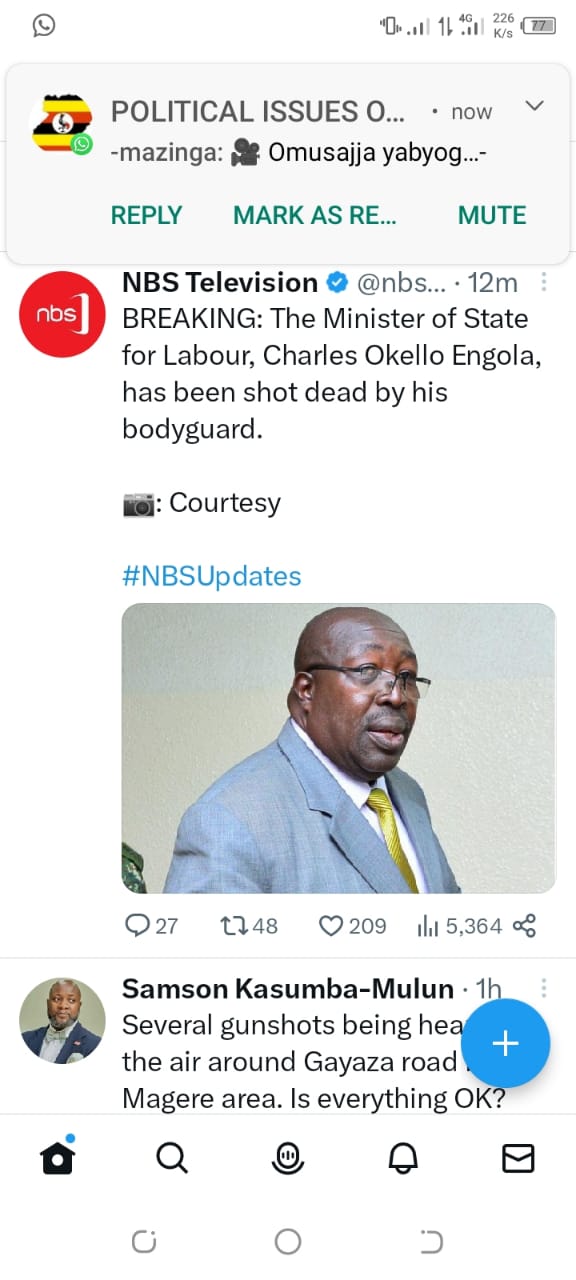 4G 226 K/s 77
POLITICAL ISSUES O... • now
-mazinga: 🎥 Omusajja yabyog...-
REPLY MARK AS RE... MUTE
nbs
NBS Television @nbs... · 12m
BREAKING: The Minister of State
for Labour, Charles Okello Engola,
has been shot dead by his
bodyguard.
📷: Courtesy
#NBSUpdates
27 48 209 5,364
Samson Kasumba-Mulun · 1h
Several gunshots being hea
the air around Gayaza road
Magere area. Is everything OK?